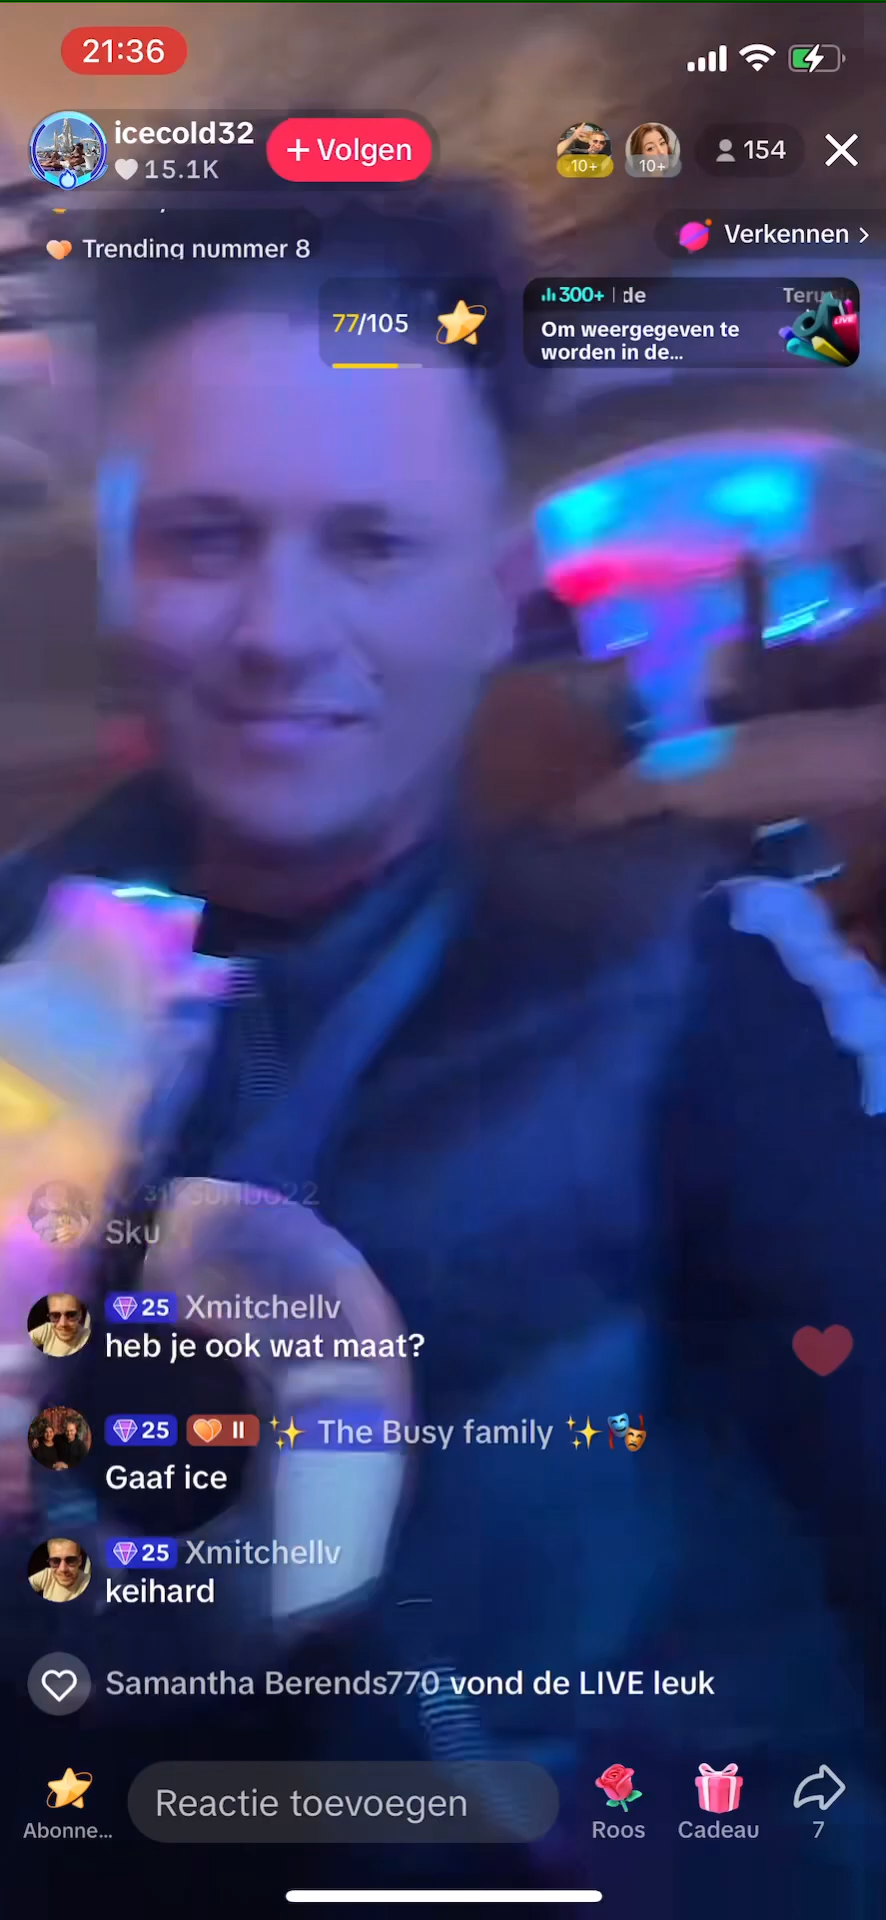 21:36
icecold32
15.1K
+ Volgen
10+
10+
154
Trending nummer 8
Verkennen >
77/105
300+ | de
Om weergegeven te
worden in de...
LIVE
Sku
25 Xmitchellv
heb je ook wat maat?
25 II ✨ The Busy family ✨🎭
Gaaf ice
25 Xmitchellv
keihard
Samantha Berends770 vond de LIVE leuk
Abonne...
Reactie toevoegen
Roos
Cadeau
7